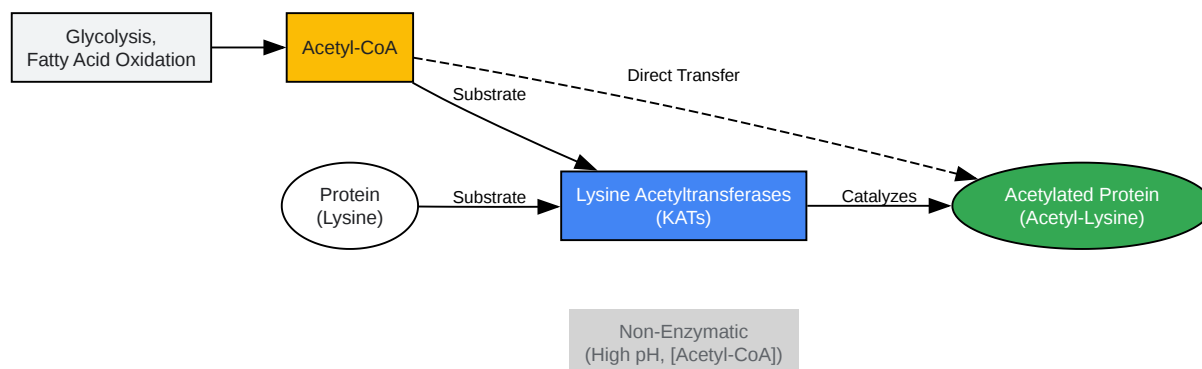 Glycolysis,
Fatty Acid Oxidation
Acetyl-CoA
Direct Transfer
Substrate
Protein
(Lysine)
Substrate
Lysine Acetyltransferases
(KATs)
Catalyzes
Acetylated Protein
(Acetyl-Lysine)
Non-Enzymatic
(High pH, [Acetyl-CoA])